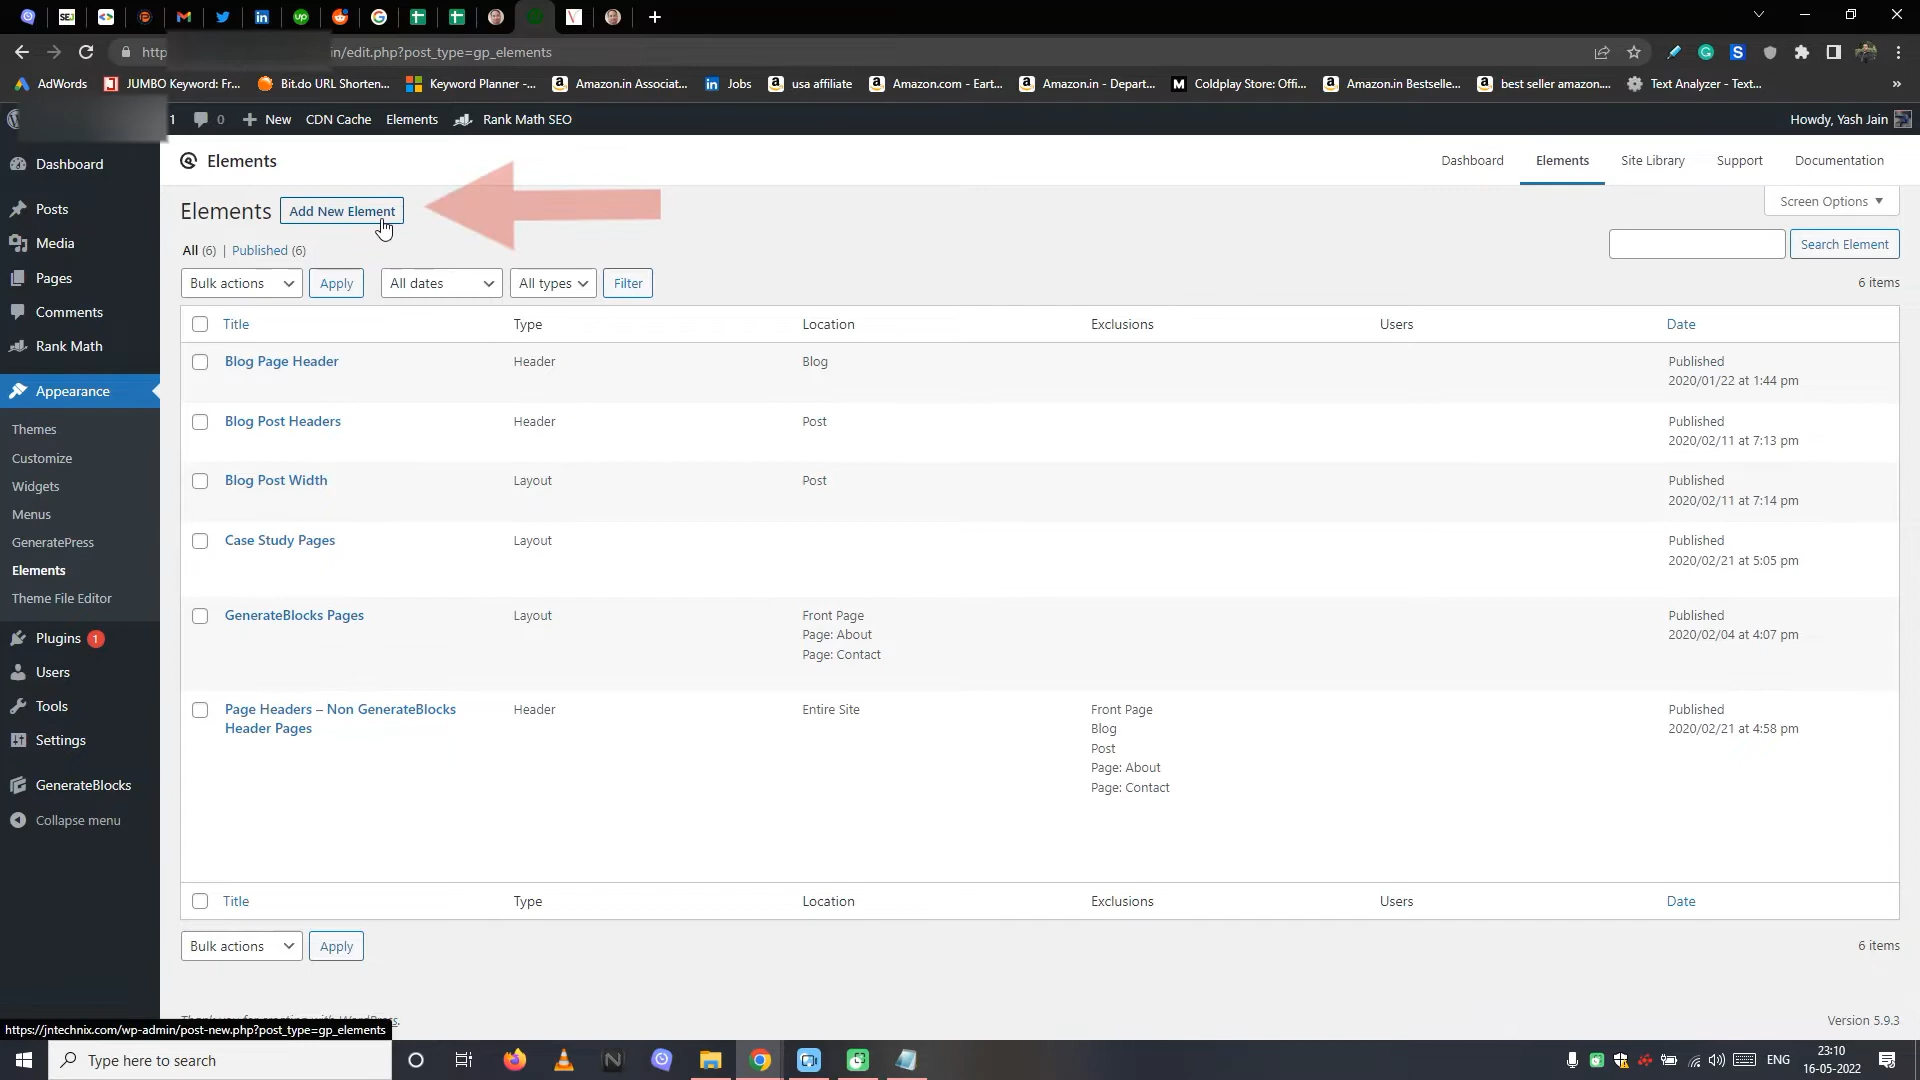 http
in/edit.php?post_type=gp_elements
AdWords
JUMBO Keyword: Fr...
Bit.do URL Shorten...
Keyword Planner -...
Amazon.in Associat...
Jobs
usa affiliate
Amazon.com - Eart...
Amazon.in - Depart...
Coldplay Store: Offi...
Amazon.in Bestselle...
best seller amazon....
Text Analyzer - Text...
1
0
New
CDN Cache
Elements
Rank Math SEO
Howdy, Yash Jain
Dashboard
Posts
Media
Pages
Comments
Rank Math
Appearance
Themes
Customize
Widgets
Menus
GeneratePress
Elements
Theme File Editor
Plugins 1
Users
Tools
Settings
GenerateBlocks
Collapse menu
Elements
Dashboard
Elements
Site Library
Support
Documentation
Elements
Add New Element
Screen Options
All (6) | Published (6)
Search Element
Bulk actions
Apply
All dates
All types
Filter
6 items
Title Type Location Exclusions Users Date
Blog Page Header Header Blog Published
2020/01/22 at 1:44 pm
Blog Post Headers Header Post Published
2020/02/11 at 7:13 pm
Blog Post Width Layout Post Published
2020/02/11 at 7:14 pm
Case Study Pages Layout Published
2020/02/21 at 5:05 pm
GenerateBlocks Pages Layout Front Page Published
Page: About 2020/02/04 at 4:07 pm
Page: Contact
Page Headers – Non GenerateBlocks Header Entire Site Front Page Published
Header Pages Blog 2020/02/21 at 4:58 pm
Post
Page: About
Page: Contact
Title Type Location Exclusions Users Date
Bulk actions
Apply
6 items
Thank you for creating with WordPress.
Version 5.9.3
https://jntechnix.com/wp-admin/post-new.php?post_type=gp_elements
Type here to search
ENG
23:10
16-05-2022